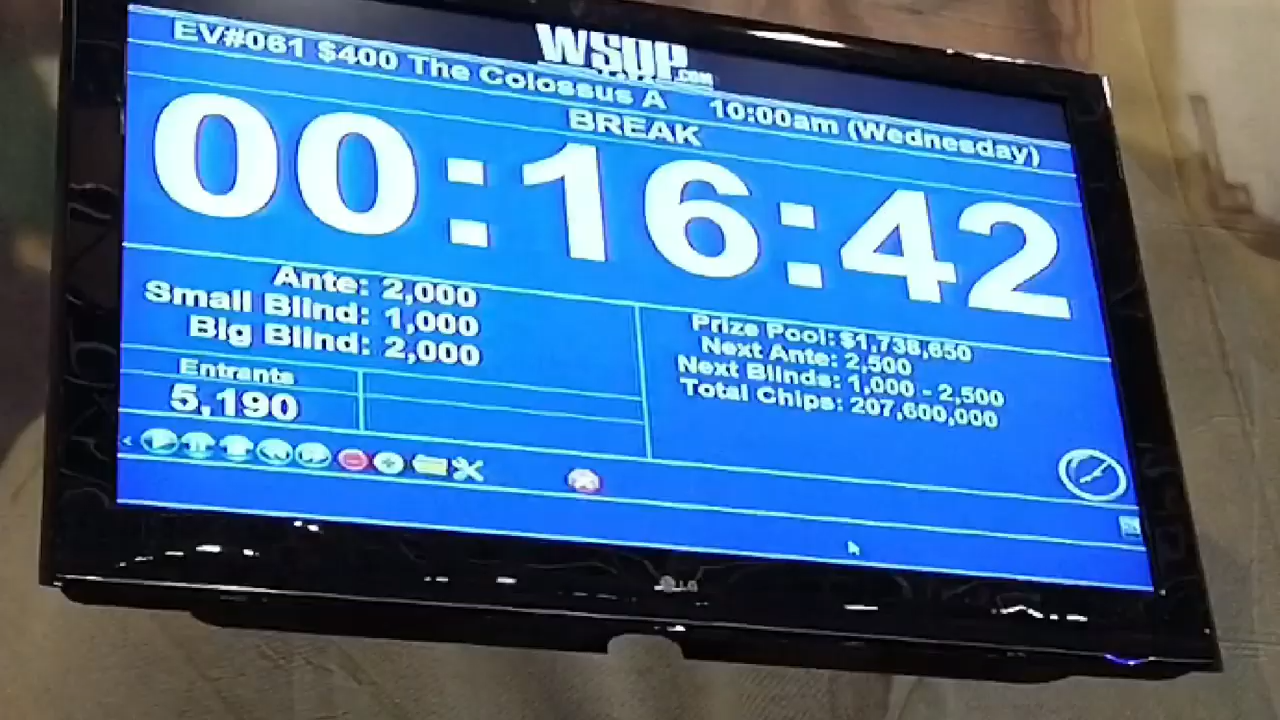 WSOP.COM
EV#061 $400 The Colossus A 10:00am (Wednesday)
BREAK
00:16:42
Ante: 2,000
Small Blind: 1,000
Big Blind: 2,000
Prize Pool: $1,738,650
Next Ante: 2,500
Next Blinds: 1,000 - 2,500
Total Chips: 207,600,000
Entrants
5,190
LG